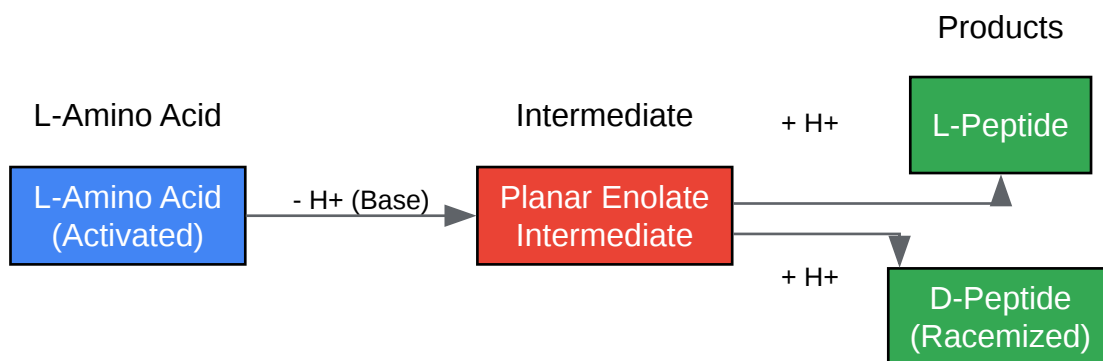 Products
L-Amino Acid
Intermediate
+ H+
L-Peptide
L-Amino Acid
(Activated)
- H+ (Base)
Planar Enolate
Intermediate
+ H+
D-Peptide
(Racemized)